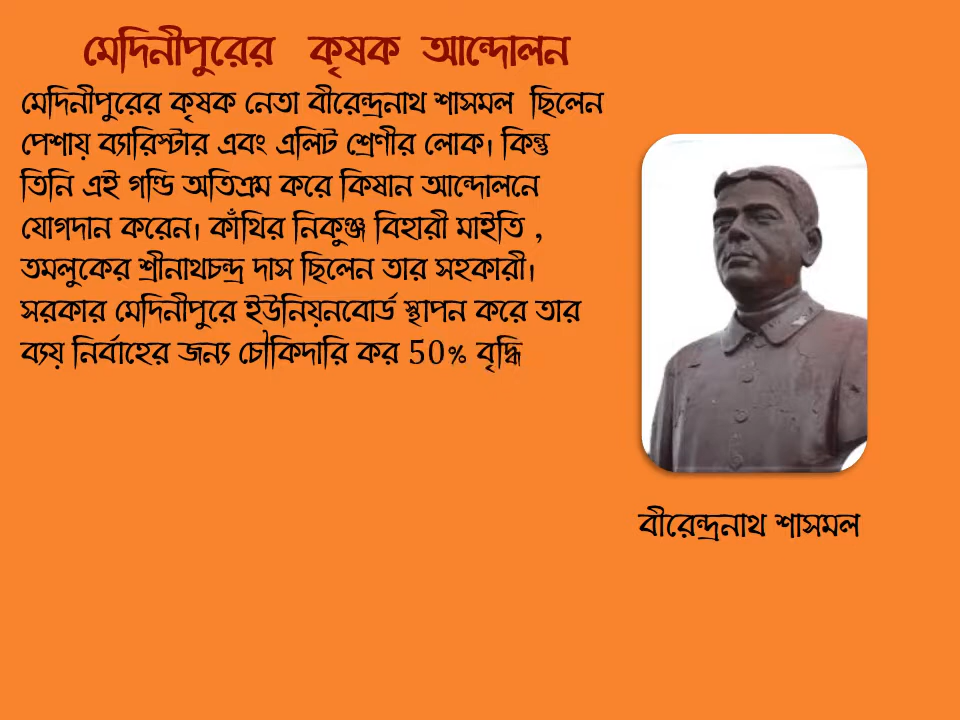 মেদিনীপুরের কৃষক আন্দোলন
মেদিনীপুরের কৃষক নেতা বীরেন্দ্রনাথ শাসমল ছিলেন
পেশায় ব্যারিস্টার এবং এলিট শ্রেণীর লোক। কিন্তু
তিনি এই গন্ডি অতিক্রম করে কিষান আন্দোলনে
যোগদান করেন। কাঁথির নিকুঞ্জ বিহারী মাইতি ,
তমলুকের শ্রীনাথচন্দ্র দাস ছিলেন তার সহকারী।
সরকার মেদিনীপুরে ইউনিয়নবোর্ড স্থাপন করে তার
ব্যয় নির্বাহের জন্য চৌকিদারি কর 50% বৃদ্ধি
বীরেন্দ্রনাথ শাসমল